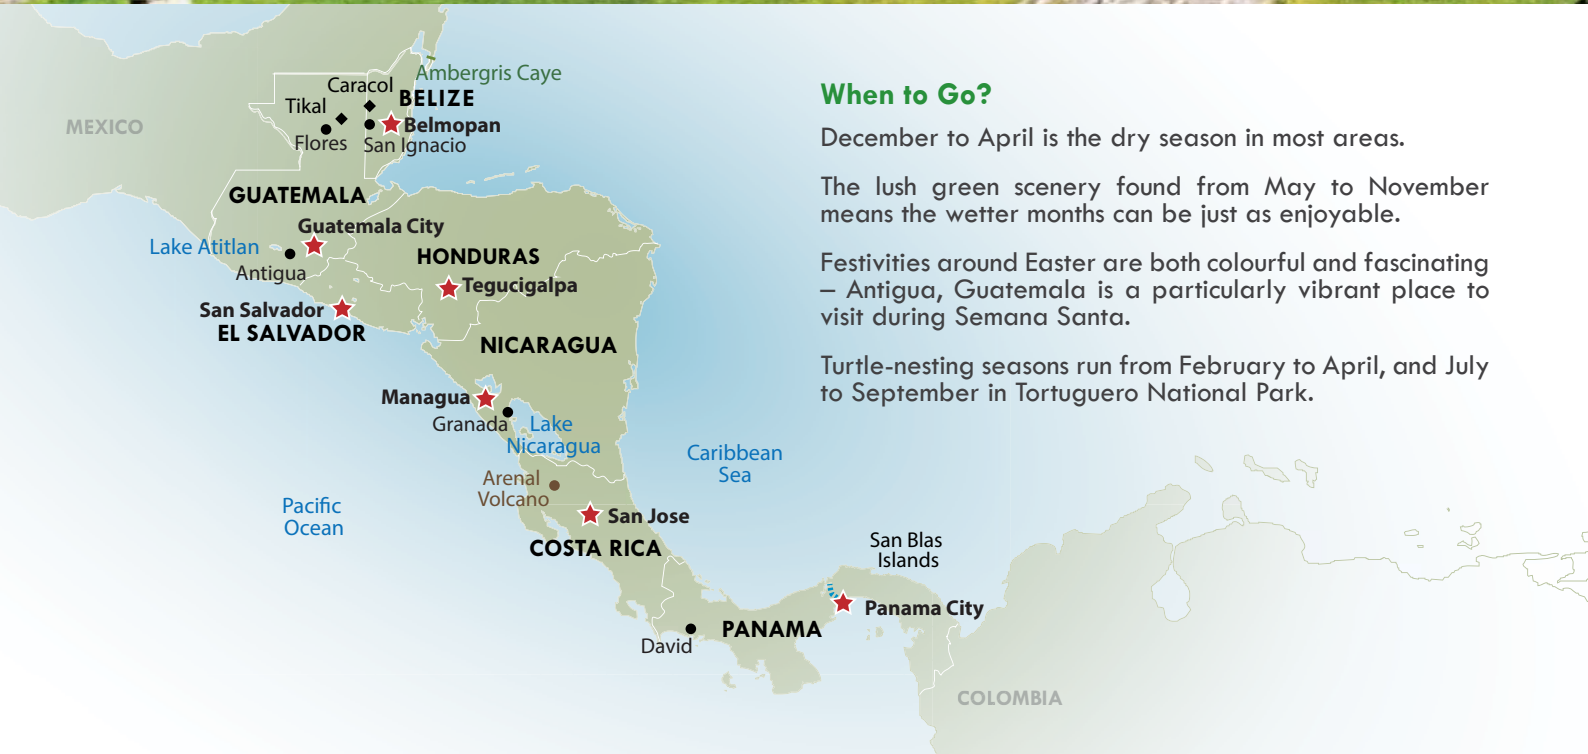 Ambergris Caye
Caracol
BELIZE
Tikal
MEXICO
Belmopan
Flores
San Ignacio
GUATEMALA
Guatemala City
Lake Atitlan
HONDURAS
Antigua
Tegucigalpa
San Salvador
EL SALVADOR
NICARAGUA
Managua
Granada
Lake
Nicaragua
Caribbean
Sea
Arenal
Volcano
Pacific
Ocean
San Jose
COSTA RICA
San Blas
Islands
Panama City
PANAMA
David
COLOMBIA
When to Go?
December to April is the dry season in most areas.
The lush green scenery found from May to November
means the wetter months can be just as enjoyable.
Festivities around Easter are both colourful and fascinating
– Antigua, Guatemala is a particularly vibrant place to
visit during Semana Santa.
Turtle-nesting seasons run from February to April, and July
to September in Tortuguero National Park.